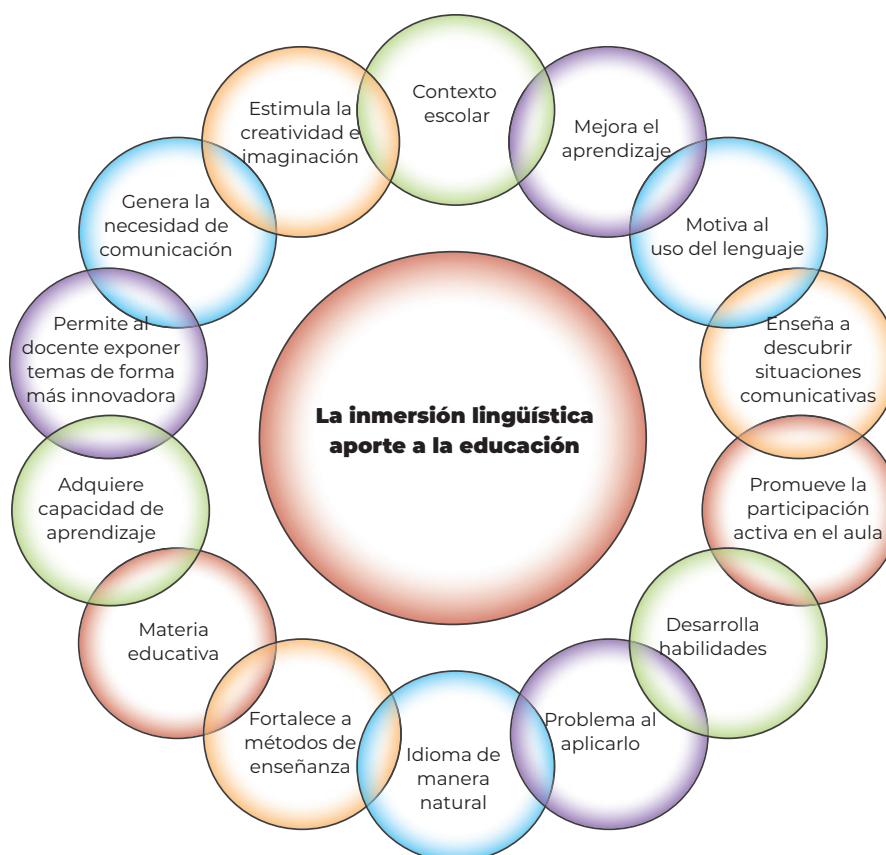 Contexto
escolar
Mejora el
aprendizaje
Motiva al
uso del lenguaje
Enseña a
descubrir
situaciones
comunicativas
Promueve la
participación
activa en el aula
Desarrolla
habilidades
Problema al
aplicarlo
Idioma de
manera
natural
Fortalece a
métodos de
enseñanza
Materia
educativa
Adquiere
capacidad de
aprendizaje
Permite al
docente exponer
temas de forma
más innovadora
Genera la
necesidad de
comunicación
Estimula la
creatividad e
imaginación
La inmersión lingüística
aporte a la educación